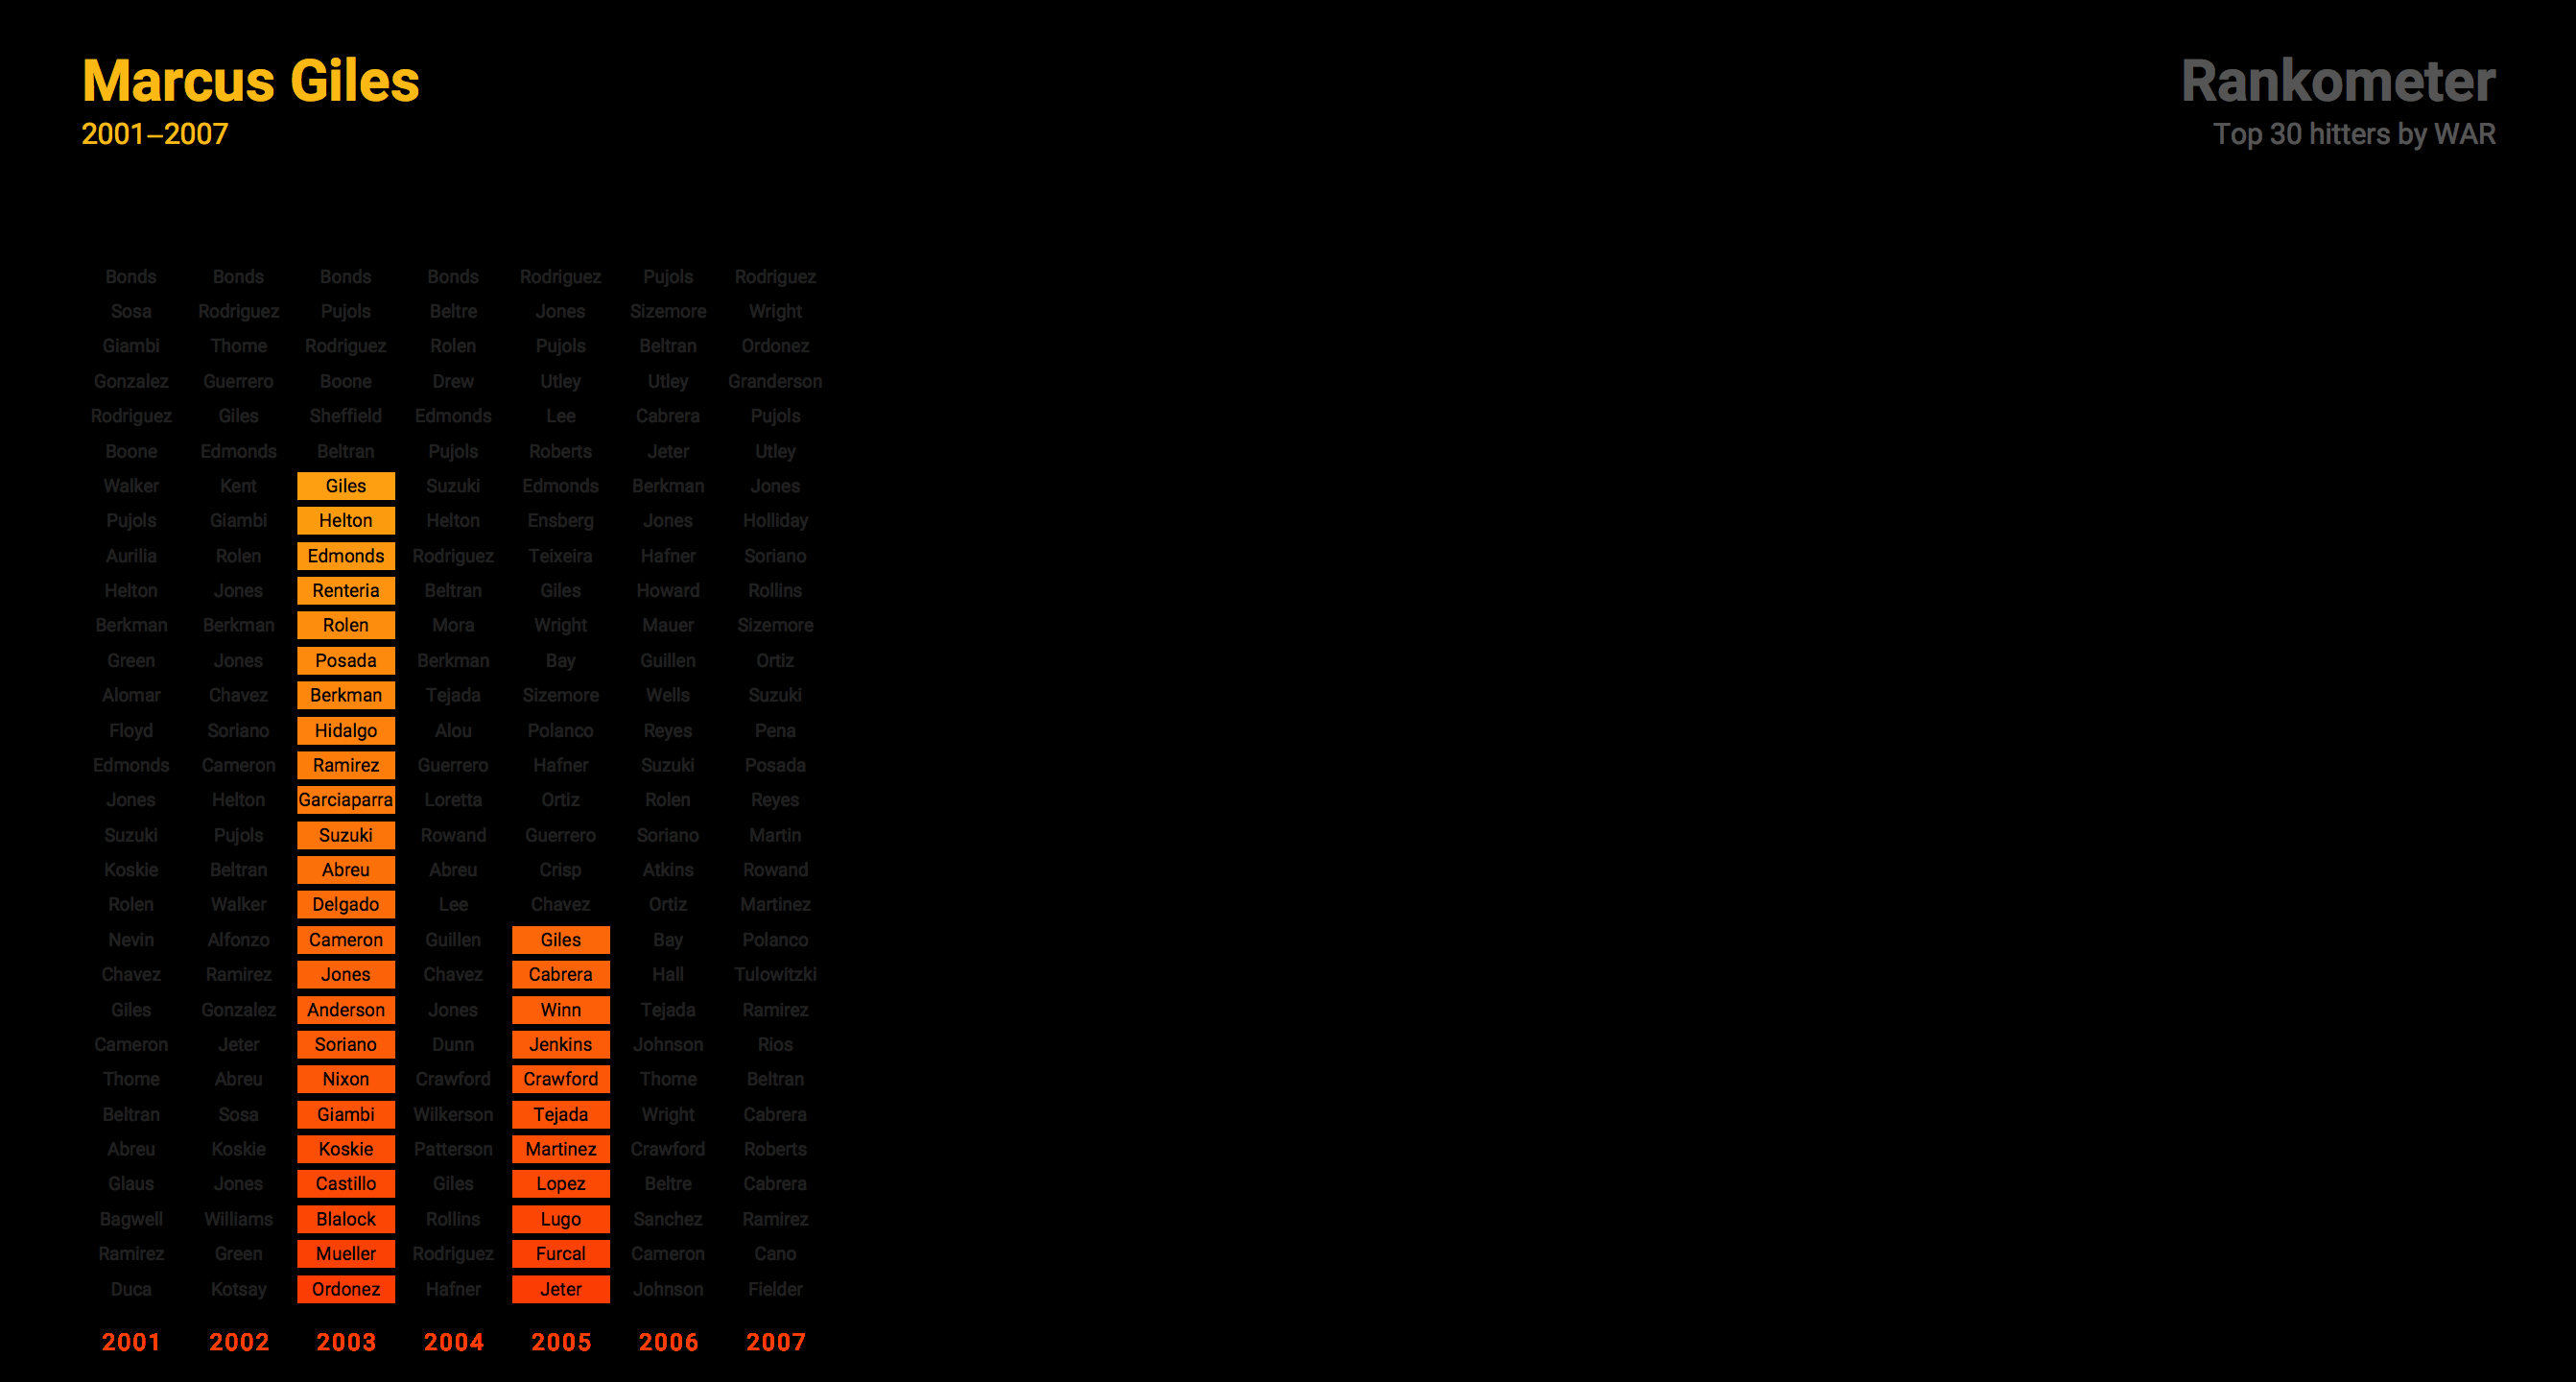 Marcus Giles
2001–2007
Rankometer
Top 30 hitters by WAR
Bonds Bonds Bonds Bonds Rodriguez Pujols Rodriguez
Sosa Rodriguez Pujols Beltre Jones Sizemore Wright
Giambi Thome Rodriguez Rolen Pujols Beltran Ordonez
Gonzalez Guerrero Boone Drew Utley Utley Granderson
Rodriguez Giles Sheffield Edmonds Lee Cabrera Pujols
Boone Edmonds Beltran Pujols Roberts Jeter Utley
Walker Kent Giles Suzuki Edmonds Berkman Jones
Pujols Giambi Helton Helton Ensberg Jones Holliday
Aurilia Rolen Edmonds Rodriguez Teixeira Hafner Soriano
Helton Jones Renteria Beltran Giles Howard Rollins
Berkman Berkman Rolen Mora Wright Mauer Sizemore
Green Jones Posada Berkman Bay Guillen Ortiz
Alomar Chavez Berkman Tejada Sizemore Wells Suzuki
Floyd Soriano Hidalgo Alou Polanco Reyes Pena
Edmonds Cameron Ramirez Guerrero Hafner Suzuki Posada
Jones Helton Garciaparra Loretta Ortiz Rolen Reyes
Suzuki Pujols Suzuki Rowand Guerrero Soriano Martin
Koskie Beltran Abreu Abreu Crisp Atkins Rowand
Rolen Walker Delgado Lee Chavez Ortiz Martinez
Nevin Alfonzo Cameron Guillen Giles Bay Polanco
Chavez Ramirez Jones Chavez Cabrera Hall Tulowitzki
Giles Gonzalez Anderson Jones Winn Tejada Ramirez
Cameron Jeter Soriano Dunn Jenkins Johnson Rios
Thome Abreu Nixon Crawford Crawford Thome Beltran
Beltran Sosa Giambi Wilkerson Tejada Wright Cabrera
Abreu Koskie Koskie Patterson Martinez Crawford Roberts
Glaus Jones Castillo Giles Lopez Beltre Cabrera
Bagwell Williams Blalock Rollins Lugo Sanchez Ramirez
Ramirez Green Mueller Rodriguez Furcal Cameron Cano
Duca Kotsay Ordonez Hafner Jeter Johnson Fielder
2001 2002 2003 2004 2005 2006 2007